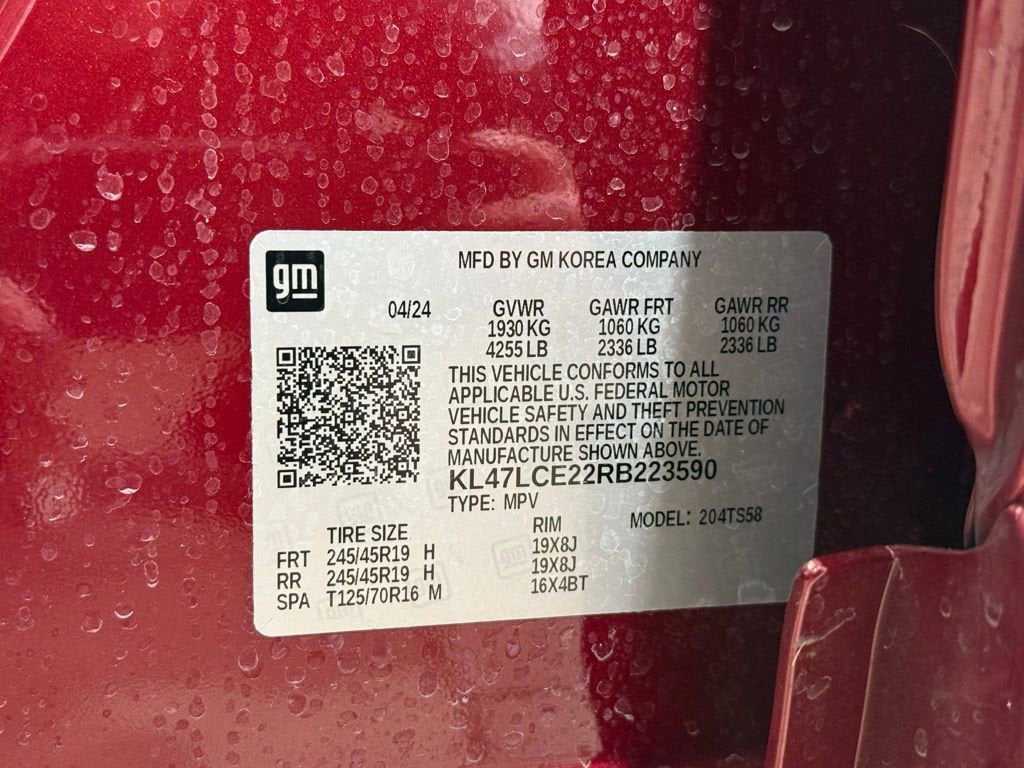 gm
MFD BY GM KOREA COMPANY
04/24 GVWR GAWR FRT GAWR RR
1930 KG 1060 KG 1060 KG
4255 LB 2336 LB 2336 LB
THIS VEHICLE CONFORMS TO ALL
APPLICABLE U.S. FEDERAL MOTOR
VEHICLE SAFETY AND THEFT PREVENTION
STANDARDS IN EFFECT ON THE DATE OF
MANUFACTURE SHOWN ABOVE.
KL47LCE22RB223590
TYPE: MPV MODEL: 204TS58
TIRE SIZE RIM
FRT 245/45R19 H 19X8J
RR 245/45R19 H 19X8J
SPA T125/70R16 M 16X4BT
gm